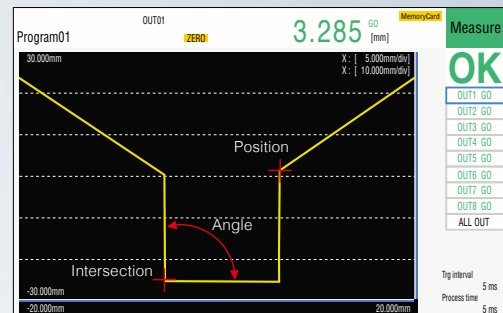 OUT01
MemoryCard
Program01
ZERO
3.285 GO [mm]
Measure
30.000mm
X : [ 5.000mm/div]
X : [ 10.000mm/div]
OK
OUT1 GO
OUT2 GO
OUT3 GO
OUT4 GO
OUT5 GO
OUT6 GO
OUT7 GO
OUT8 GO
ALL OUT
Position
Angle
Intersection
-30.000mm
-20.000mm
20.000mm
Trg interval
5 ms
Process time
5 ms